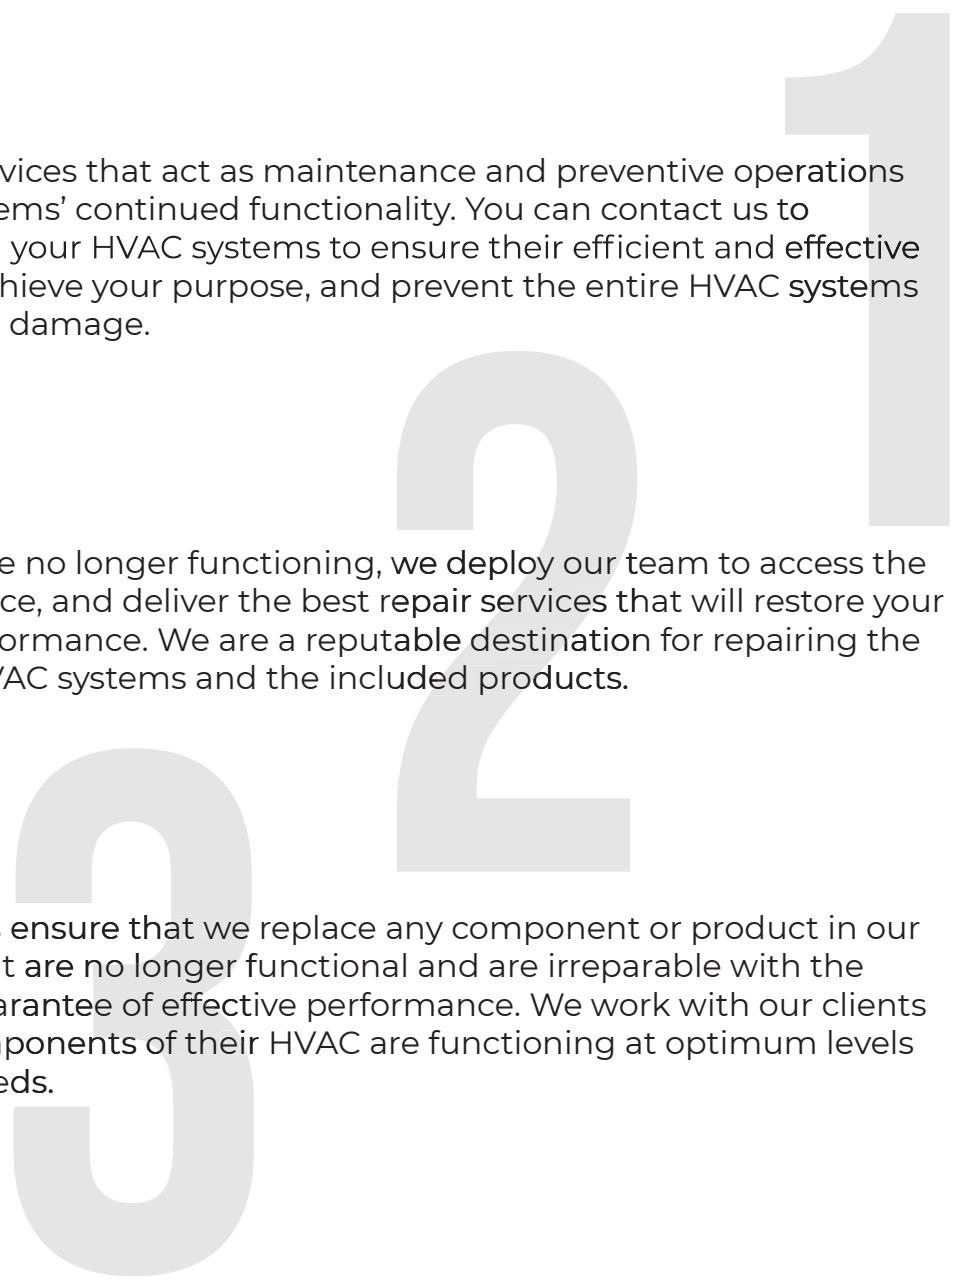 1
vices that act as maintenance and preventive operations
ems’ continued functionality. You can contact us to
your HVAC systems to ensure their efficient and effective
hieve your purpose, and prevent the entire HVAC systems
damage.
2
e no longer functioning, we deploy our team to access the
ce, and deliver the best repair services that will restore your
ormance. We are a reputable destination for repairing the
VAC systems and the included products.
3
s ensure that we replace any component or product in our
t are no longer functional and are irreparable with the
arantee of effective performance. We work with our clients
ponents of their HVAC are functioning at optimum levels
eds.